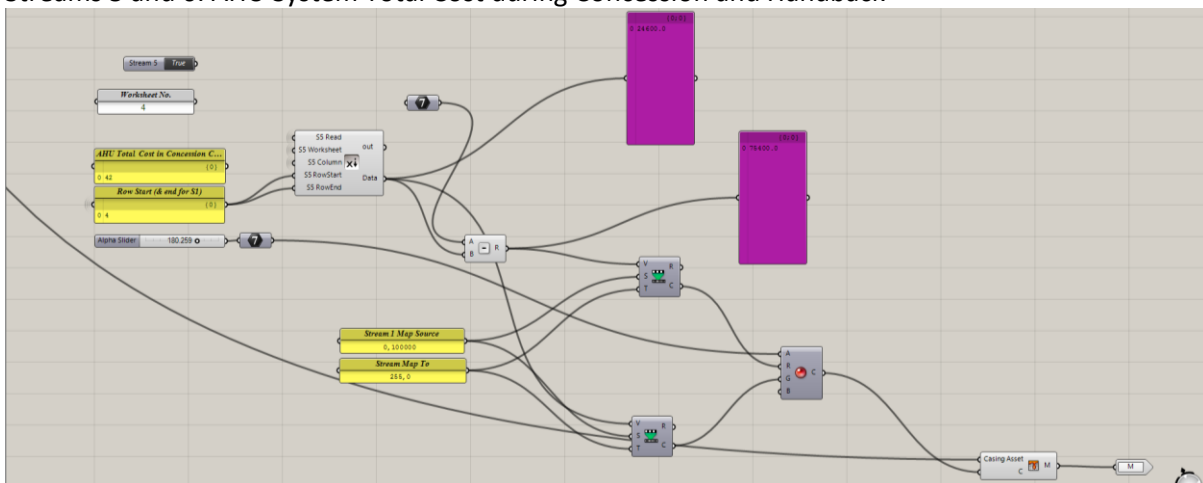 Streams 5 and 6: AHU System Total Cost during Concession and Handback
{0;0}
0 24600.0
Stream 5 True
Worksheet No.
4
7
S5 Read
S5 Worksheet
S5 Column
S5 RowStart
S5 RowEnd
out
Data
{0;0}
AHU Total Cost in Concession C...
{0}
0 42
Row Start (& end for S1)
{0}
0 4
Alpha Slider 180.259
7
A
B
R
V
S
T
R
C
Stream 1 Map Source
0, 100000
Stream Map To
255, 0
A
R
G
B
C
V
S
T
R
C
Casing Asset
C
M
M